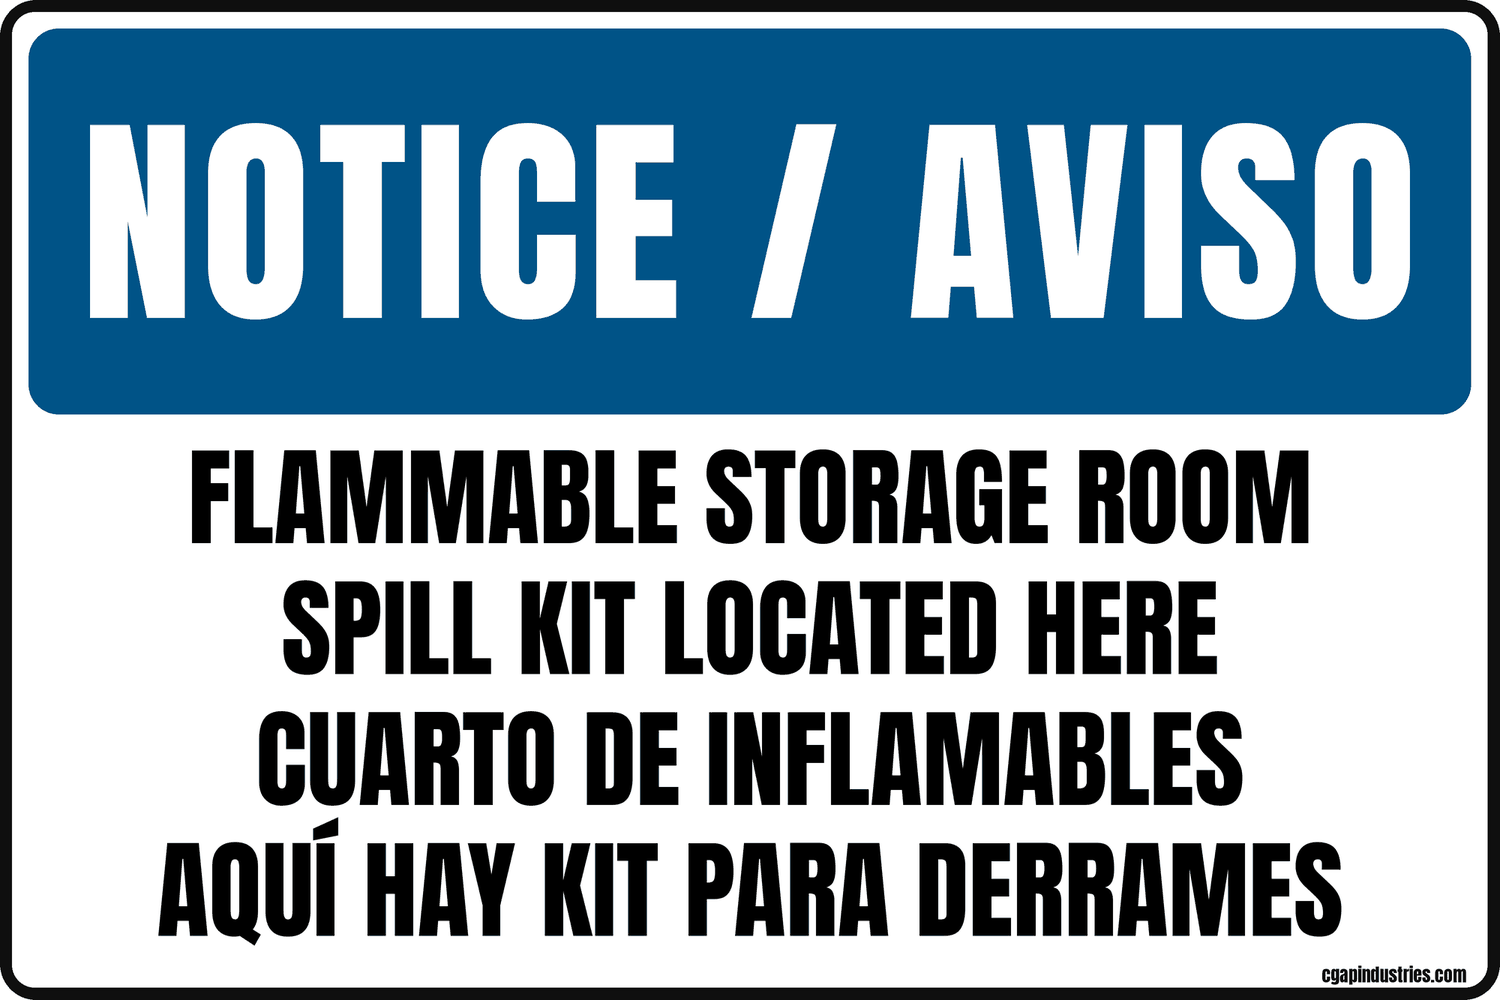 NOTICE / AVISO
FLAMMABLE STORAGE ROOM
SPILL KIT LOCATED HERE
CUARTO DE INFLAMABLES
AQUÍ HAY KIT PARA DERRAMES
cgapindustries.com